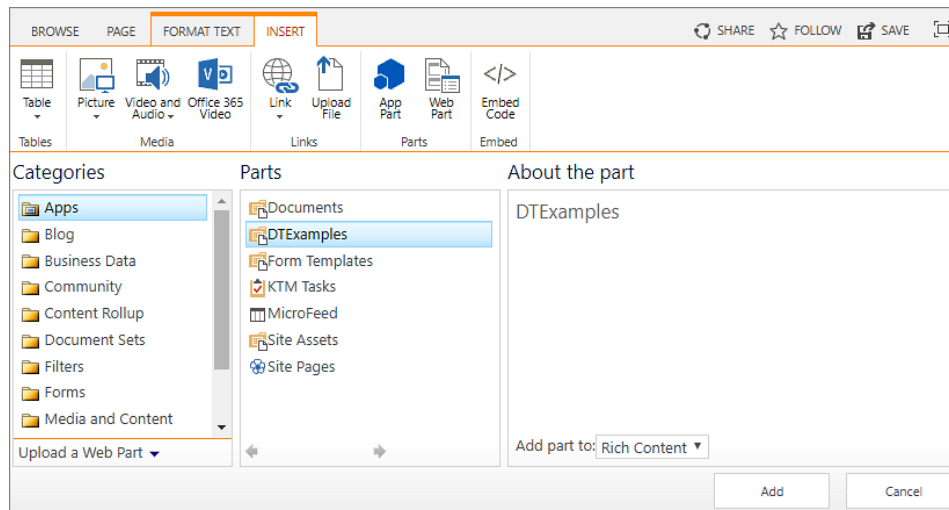 BROWSE PAGE FORMAT TEXT INSERT SHARE FOLLOW SAVE
Table Picture Video and Audio Office 365 Video Link Upload File App Part Web Part Embed Code
Tables Media Links Parts Embed
Categories
Apps
Blog
Business Data
Community
Content Rollup
Document Sets
Filters
Forms
Media and Content
Upload a Web Part
Parts
Documents
DTExamples
Form Templates
KTM Tasks
MicroFeed
Site Assets
Site Pages
About the part
DTExamples
Add part to: Rich Content
Add Cancel